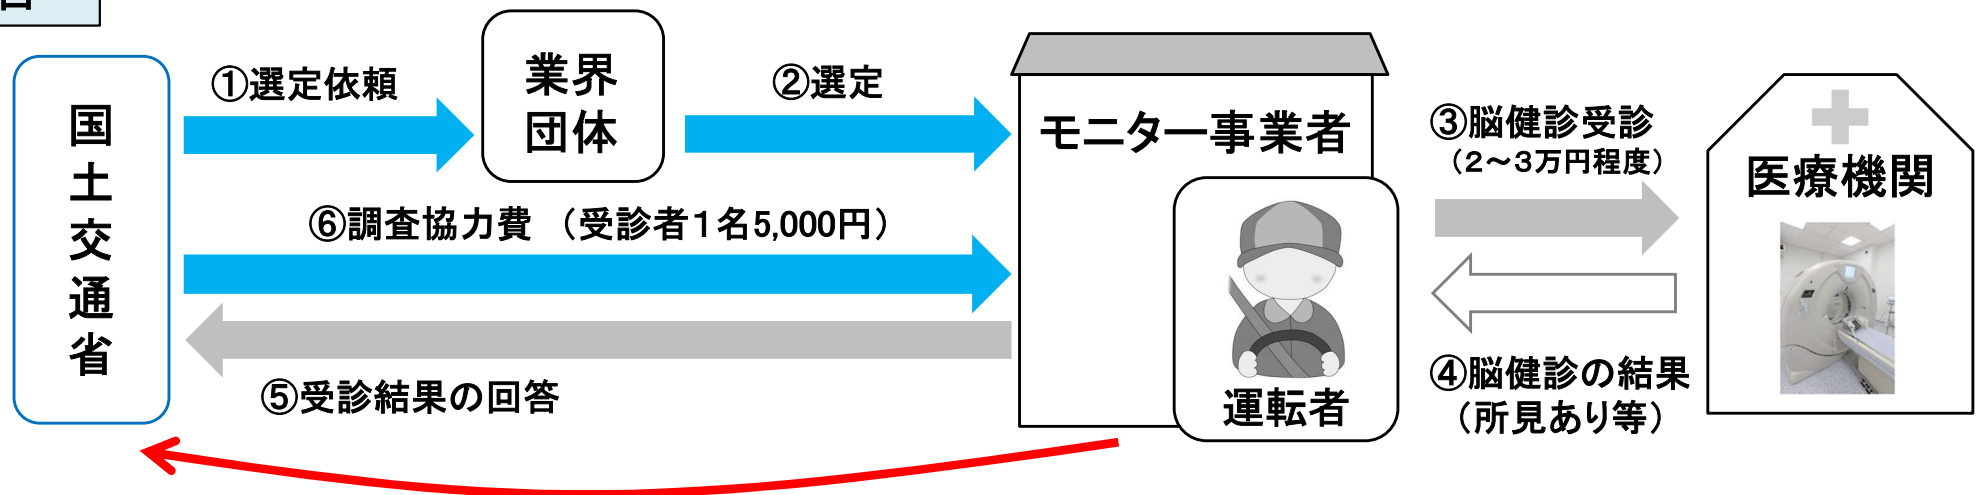 国土交通省
①選定依頼
業界
団体
②選定
モニター事業者
⑥調査協力費 （受診者１名5,000円）
⑤受診結果の回答
運転者
③脳健診受診
（２～３万円程度）
④脳健診の結果
（所見あり等）
医療機関